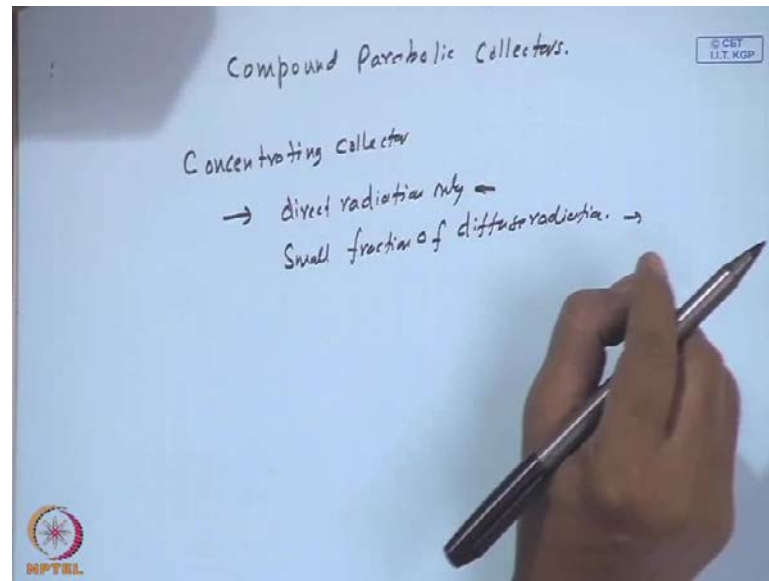 Compound Parabolic Collectors.
© CET
I.I.T. KGP
Concentrating Collector
→ direct radiation only ←
Small fraction of diffuse radiation. →
NPTEL